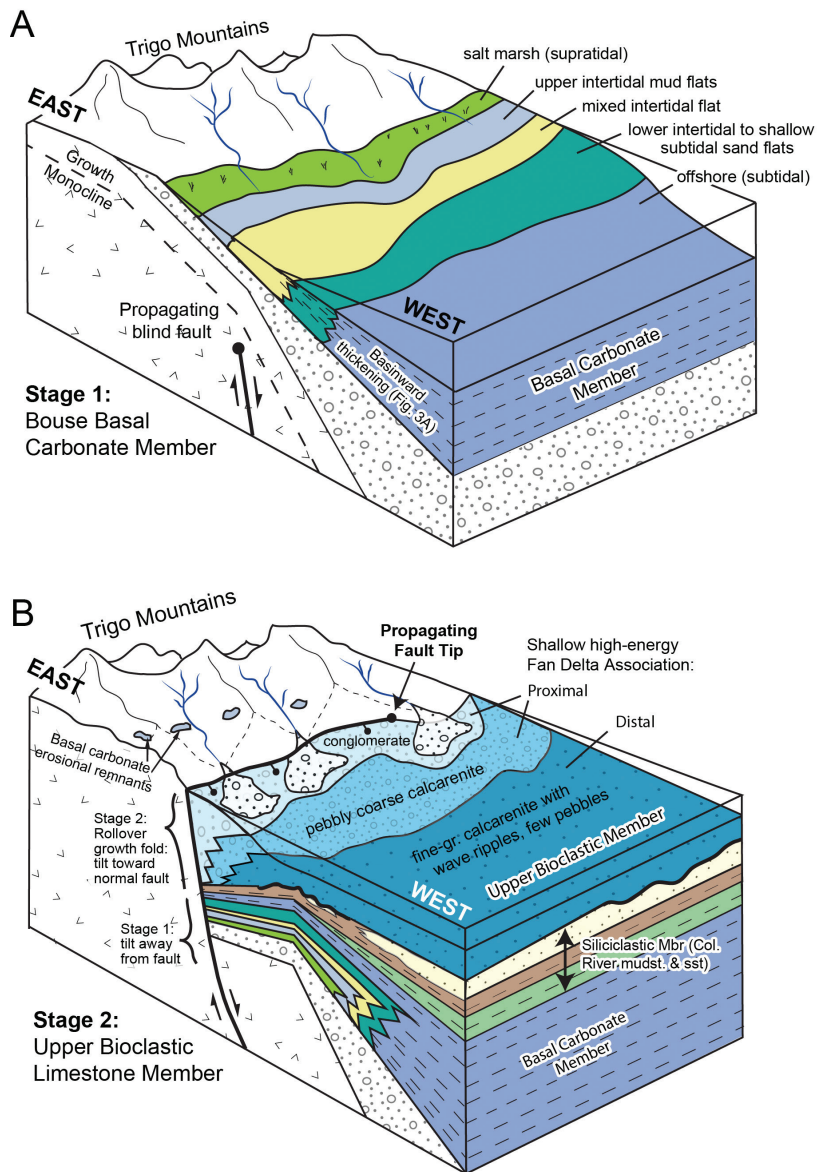 A
Trigo Mountains
EAST
salt marsh (supratidal)
upper intertidal mud flats
mixed intertidal flat
lower intertidal to shallow
subtidal sand flats
offshore (subtidal)
Growth
Monocline
Propagating
blind fault
WEST
Basinward
thickening (Fig. 3A)
Basal Carbonate
Member
Stage 1:
Bouse Basal
Carbonate Member
B
Trigo Mountains
EAST
Propagating
Fault Tip
Shallow high-energy
Fan Delta Association:
Proximal
Distal
Basal carbonate
erosional remnants
conglomerate
pebbly coarse calcarenite
fine-gr. calcarenite with
wave ripples, few pebbles
Upper Bioclastic Member
WEST
Stage 2:
Rollover
growth fold:
tilt toward
normal fault
Stage 1:
tilt away
from fault
Siliciclastic Mbr (Col.
River mudst. & sst)
Basal Carbonate
Member
Stage 2:
Upper Bioclastic
Limestone Member